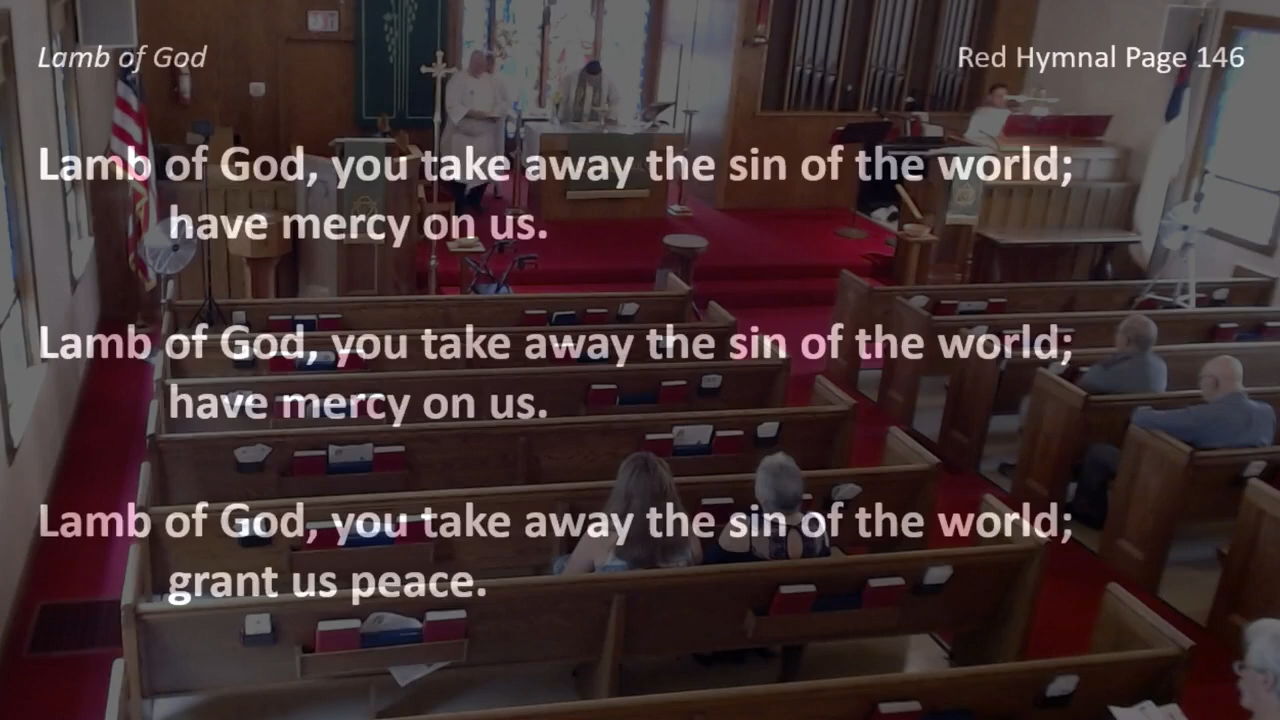 Lamb of God
Red Hymnal Page 146
Lamb of God, you take away the sin of the world;
have mercy on us.
Lamb of God, you take away the sin of the world;
have mercy on us.
Lamb of God, you take away the sin of the world;
grant us peace.